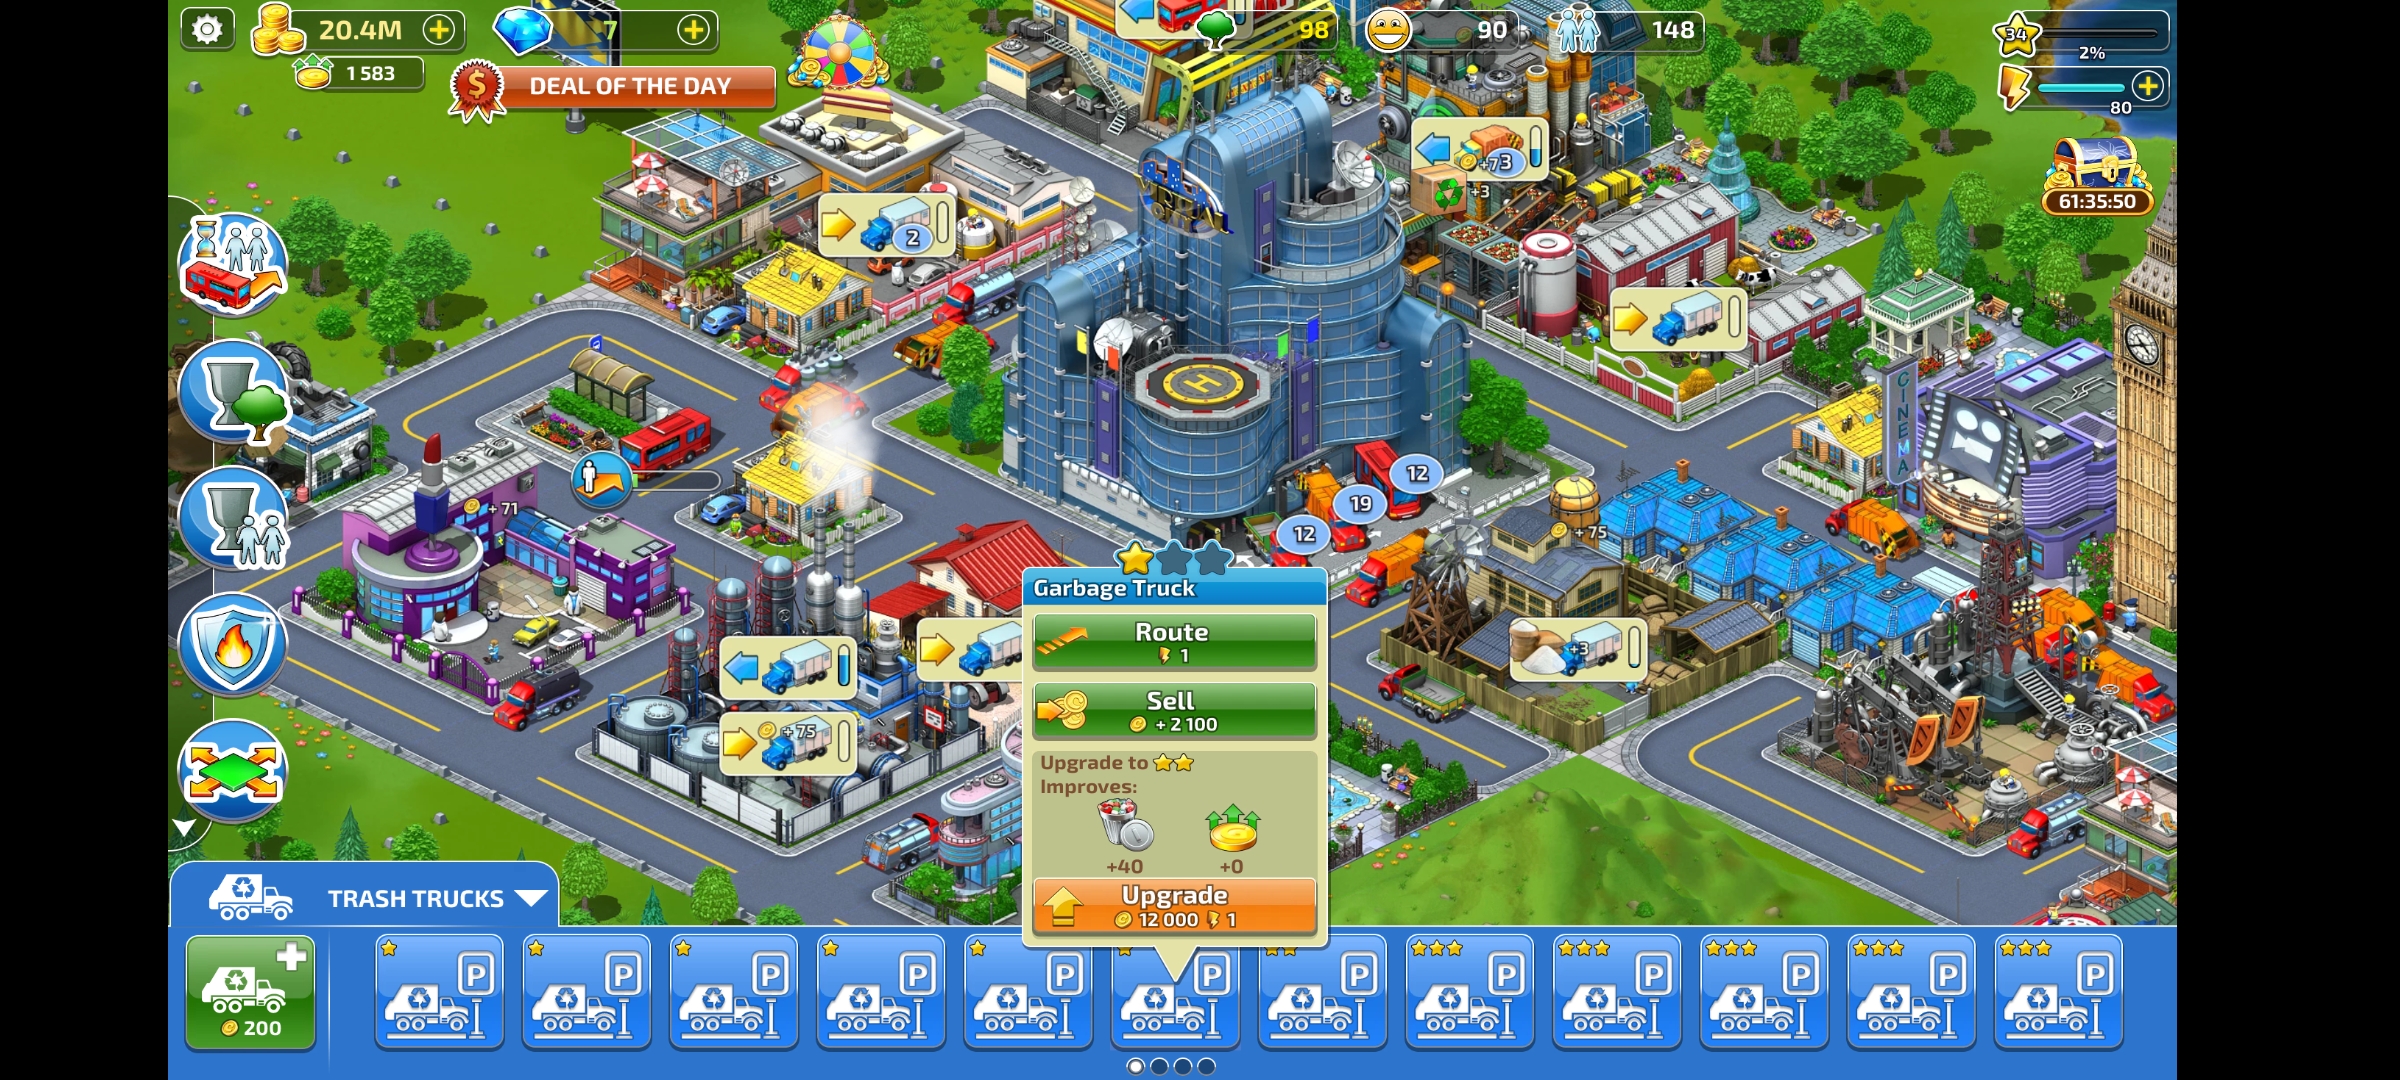 20.4M
7
98
90
148
34
2%
1 583
DEAL OF THE DAY
80
+73
+3
61:35:50
2
H
CINEMA
+71
12
19
12
+75
Garbage Truck
Route
1
+3
Sell
+ 2 100
+75
Upgrade to
Improves:
+40
+0
TRASH TRUCKS
Upgrade
12 000 1
200
P
P
P
P
P
P
P
P
P
P
P
P